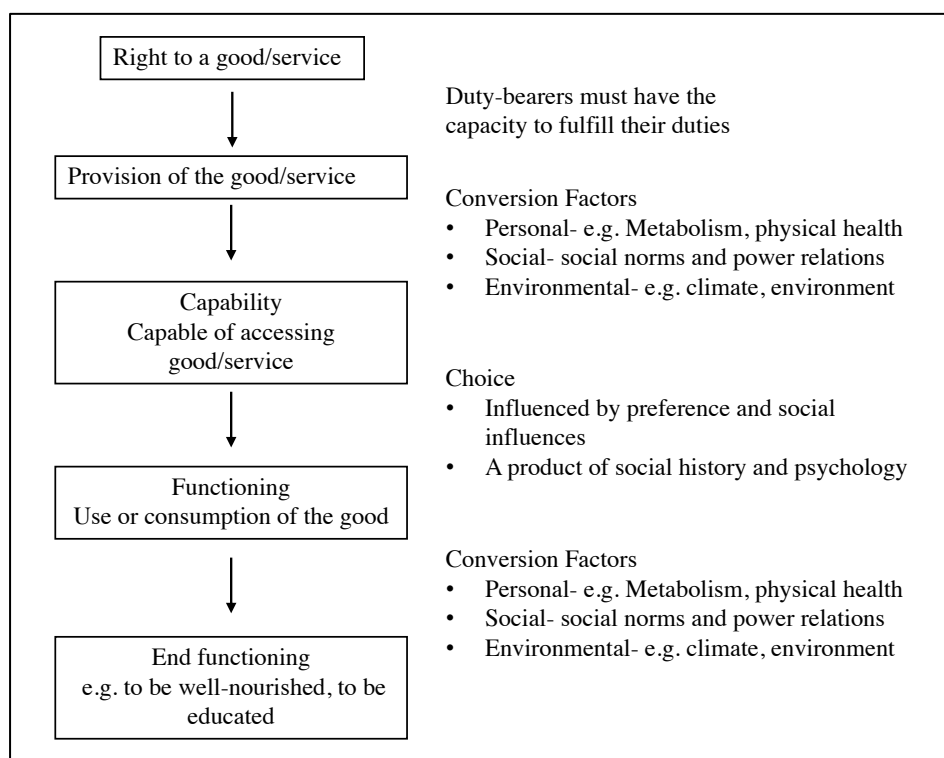 Right to a good/service
Duty-bearers must have the
capacity to fulfill their duties
Provision of the good/service
Conversion Factors
• Personal- e.g. Metabolism, physical health
• Social- social norms and power relations
• Environmental- e.g. climate, environment
Capability
Capable of accessing
good/service
Choice
• Influenced by preference and social
influences
• A product of social history and psychology
Functioning
Use or consumption of the good
Conversion Factors
• Personal- e.g. Metabolism, physical health
• Social- social norms and power relations
• Environmental- e.g. climate, environment
End functioning
e.g. to be well-nourished, to be
educated